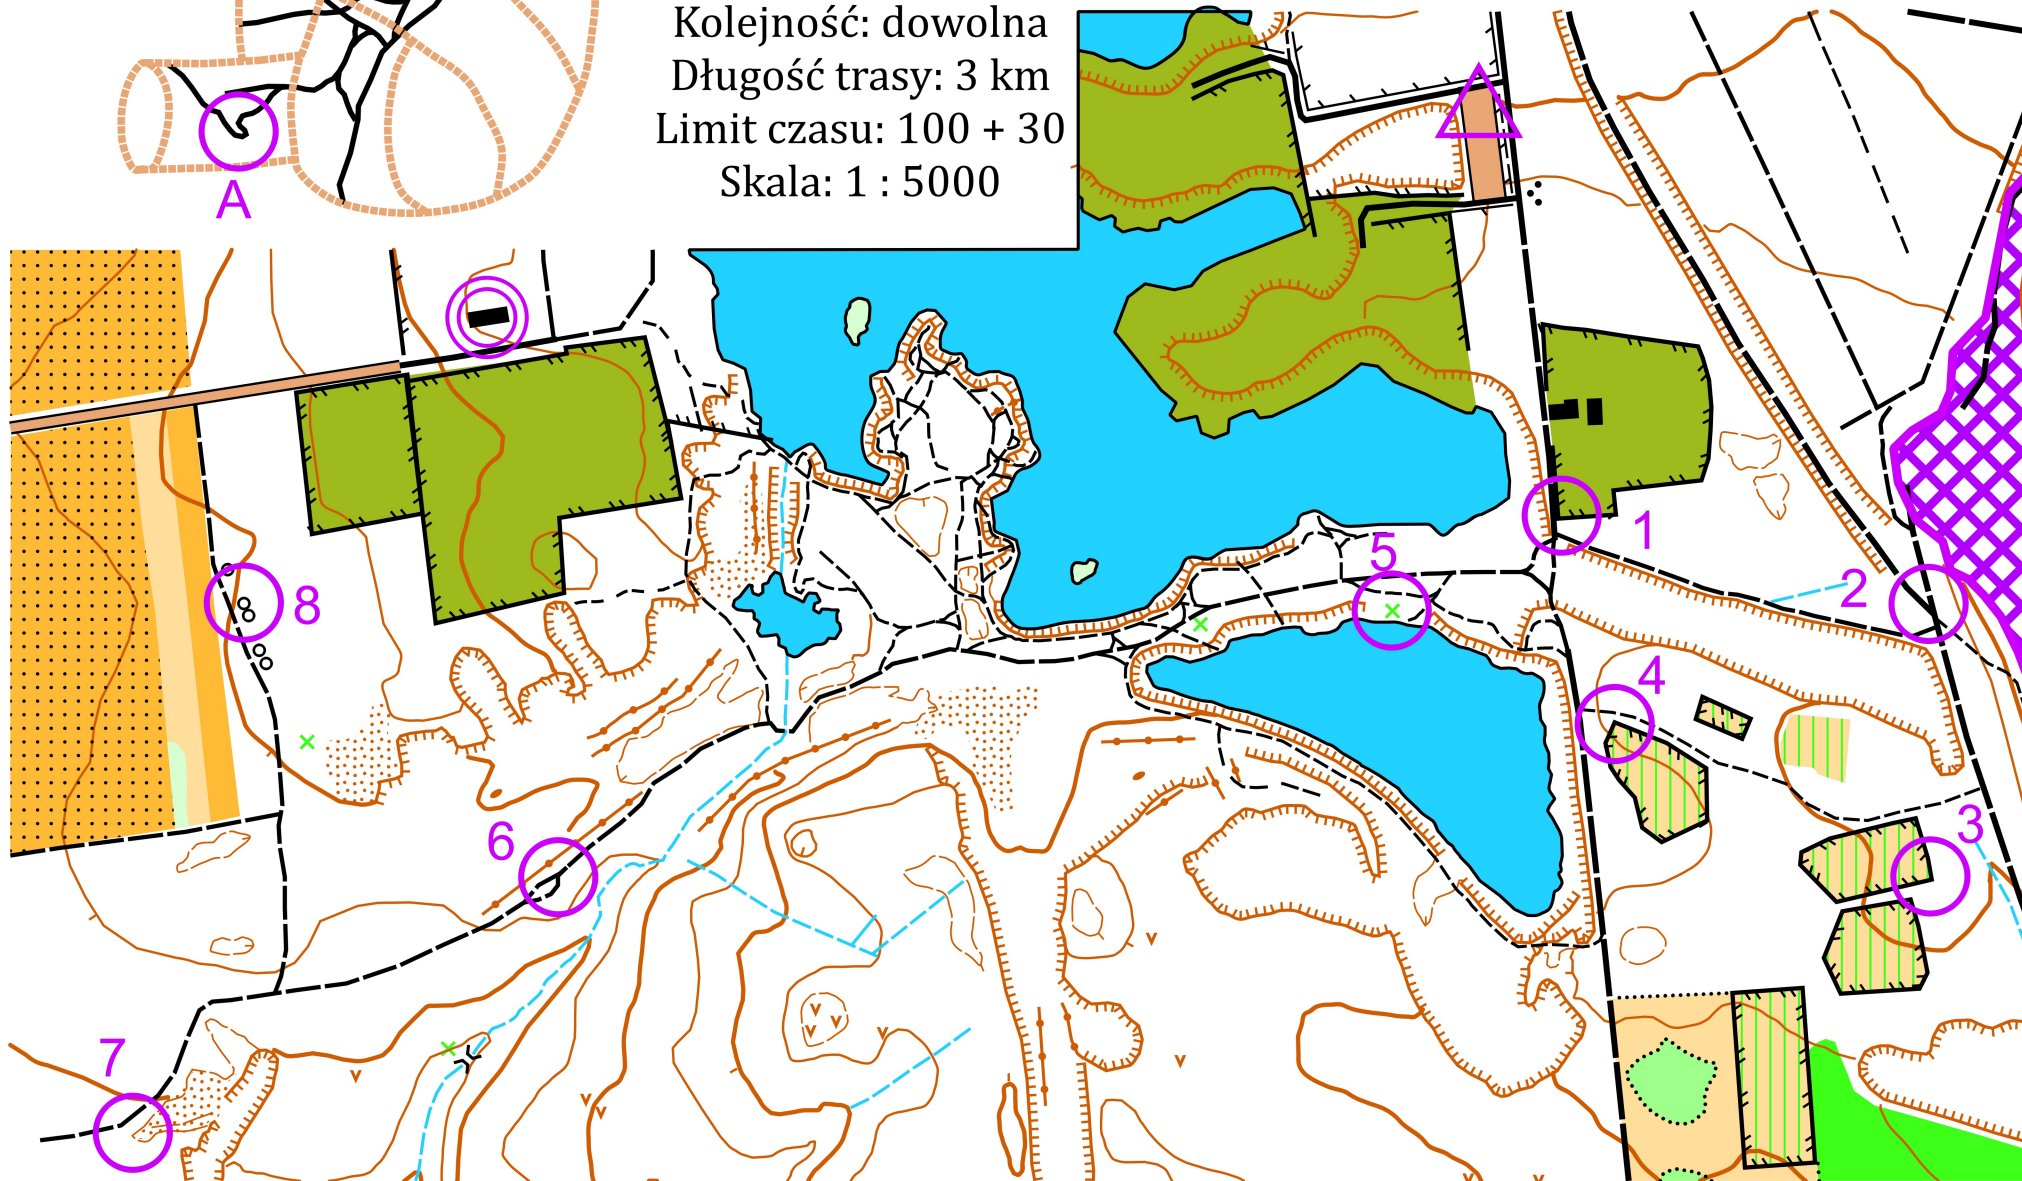 Kolejność: dowolna
Długość trasy: 3 km
Limit czasu: 100 + 30
Skala: 1 : 5000
A
1
5
2
8
4
3
6
7